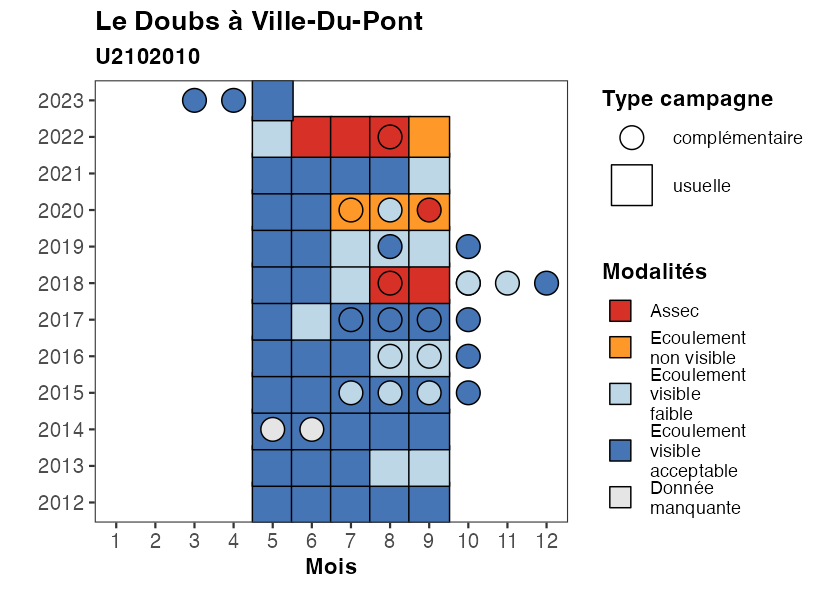 Le Doubs à Ville-Du-Pont
U2102010
2023
2022
2021
2020
2019
2018
2017
2016
2015
2014
2013
2012
1 2 3 4 5 6 7 8 9 10 11 12
Mois
Type campagne
complémentaire
usuelle
Modalités
Assec
Ecoulement
non visible
Ecoulement
visible
faible
Ecoulement
visible
acceptable
Donnée
manquante